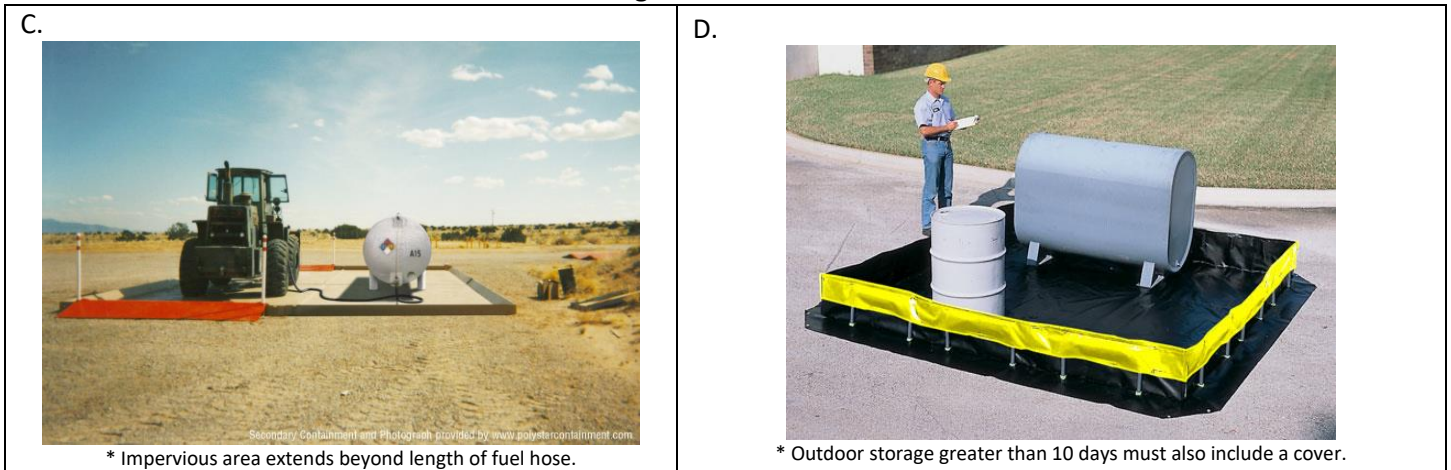 C.
A15
Secondary Containment and Photograph provided by www.polystarcontainment.com
* Impervious area extends beyond length of fuel hose.
D.
* Outdoor storage greater than 10 days must also include a cover.